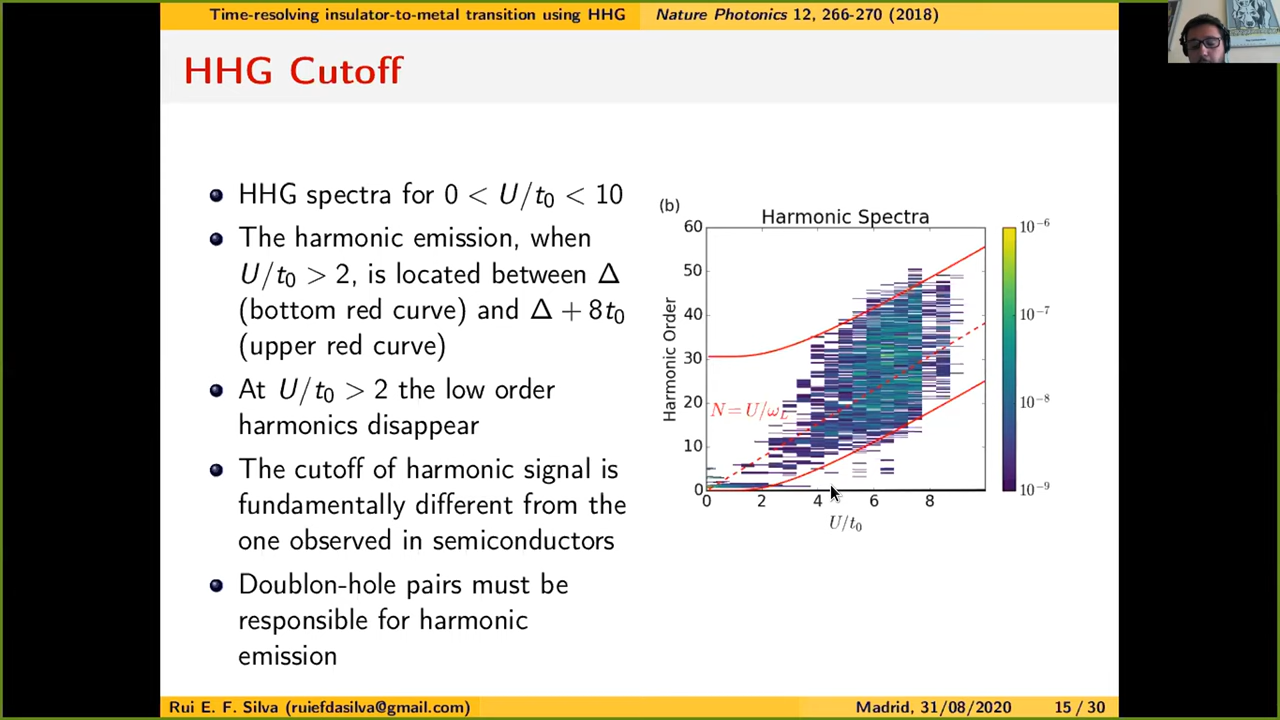 Time-resolving insulator-to-metal transition using HHG
Nature Photonics 12, 266-270 (2018)
HHG Cutoff
HHG spectra for 0 < U/t₀ < 10
The harmonic emission, when
U/t₀ > 2, is located between Δ
(bottom red curve) and Δ + 8t₀
(upper red curve)
At U/t₀ > 2 the low order
harmonics disappear
The cutoff of harmonic signal is
fundamentally different from the
one observed in semiconductors
Doublon-hole pairs must be
responsible for harmonic
emission
(b)
Harmonic Spectra
Harmonic Order
60
50
40
30
20
10
0
N = U/ω_L
0 2 4 6 8
U/t₀
10⁻⁶
10⁻⁷
10⁻⁸
10⁻⁹
Rui E. F. Silva (ruiefdasilva@gmail.com)
Madrid, 31/08/2020
15 / 30